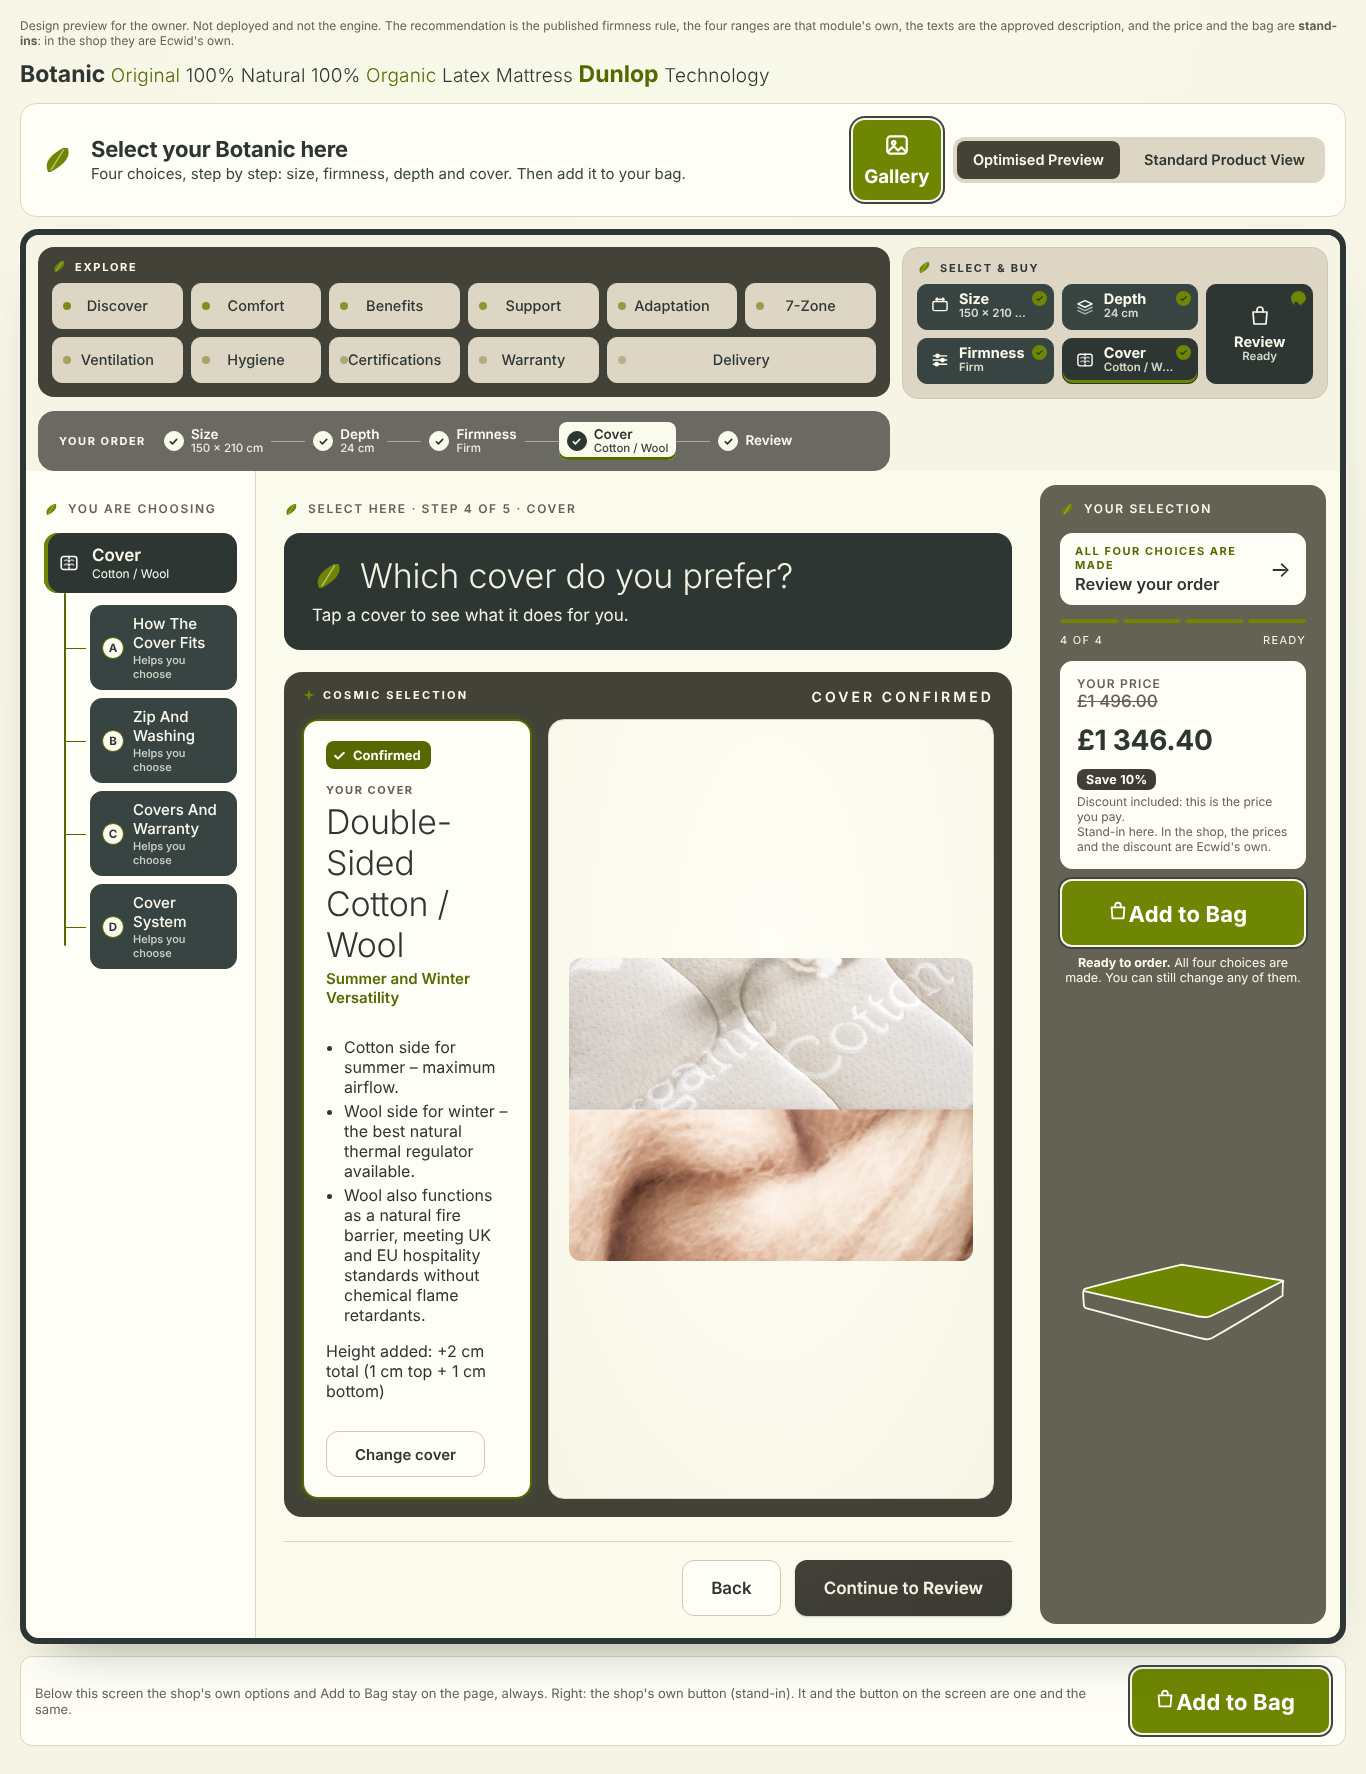 Design preview for the owner. Not deployed and not the engine. The recommendation is the published firmness rule, the four ranges are that module's own, the texts are the approved description, and the price and the bag are stand-
ins: in the shop they are Ecwid's own.
Botanic Original 100% Natural 100% Organic Latex Mattress Dunlop Technology
Select your Botanic here
Four choices, step by step: size, firmness, depth and cover. Then add it to your bag.
Gallery
Optimised Preview
Standard Product View
EXPLORE
Discover
Comfort
Benefits
Support
Adaptation
7-Zone
Ventilation
Hygiene
Certifications
Warranty
Delivery
SELECT & BUY
Size
150 × 210 ...
Depth
24 cm
Firmness
Firm
Cover
Cotton / W...
Review
Ready
YOUR ORDER
Size
150 × 210 cm
Depth
24 cm
Firmness
Firm
Cover
Cotton / Wool
Review
YOU ARE CHOOSING
Cover
Cotton / Wool
A
How The
Cover Fits
Helps you
choose
B
Zip And
Washing
Helps you
choose
C
Covers And
Warranty
Helps you
choose
D
Cover
System
Helps you
choose
SELECT HERE · STEP 4 OF 5 · COVER
Which cover do you prefer?
Tap a cover to see what it does for you.
COSMIC SELECTION
COVER CONFIRMED
Confirmed
YOUR COVER
Double-
Sided
Cotton /
Wool
Summer and Winter
Versatility
• Cotton side for
summer – maximum
airflow.
• Wool side for winter –
the best natural
thermal regulator
available.
• Wool also functions
as a natural fire
barrier, meeting UK
and EU hospitality
standards without
chemical flame
retardants.
Height added: +2 cm
total (1 cm top + 1 cm
bottom)
Change cover
ganic Cotton
Back
Continue to Review
YOUR SELECTION
ALL FOUR CHOICES ARE
MADE
Review your order
4 OF 4
READY
YOUR PRICE
£1 496.00
£1 346.40
Save 10%
Discount included: this is the price
you pay.
Stand-in here. In the shop, the prices
and the discount are Ecwid's own.
Add to Bag
Ready to order. All four choices are
made. You can still change any of them.
Below this screen the shop's own options and Add to Bag stay on the page, always. Right: the shop's own button (stand-in). It and the button on the screen are one and the
same.
Add to Bag